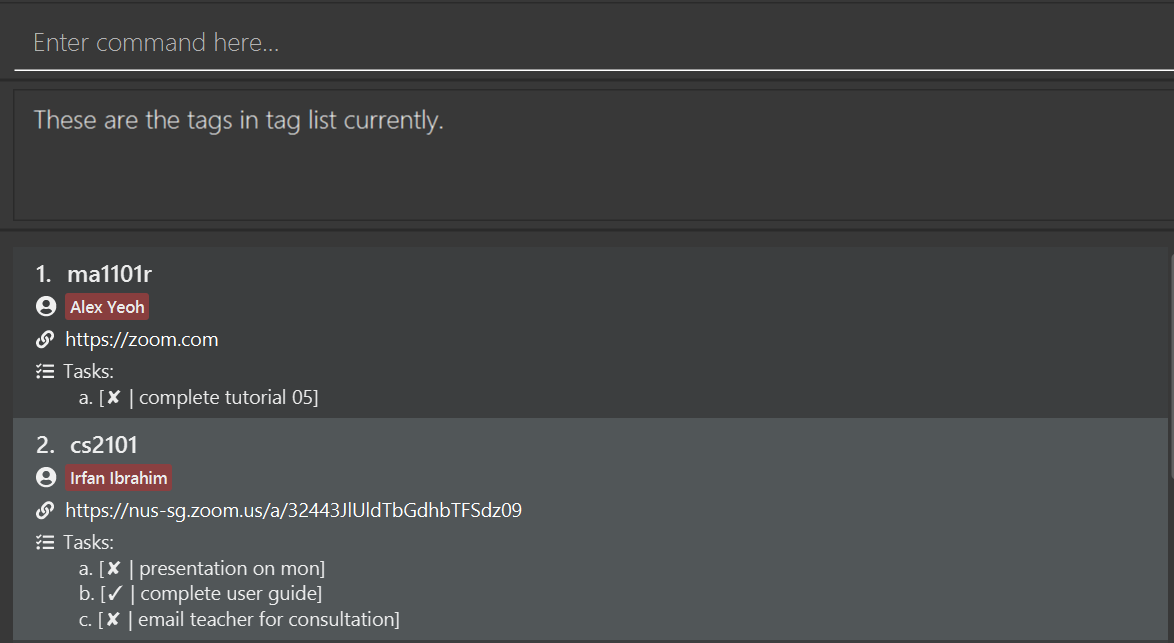 Enter command here...
These are the tags in tag list currently.
1. ma1101r
Alex Yeoh
https://zoom.com
Tasks:
a. [✘ | complete tutorial 05]
2. cs2101
Irfan Ibrahim
https://nus-sg.zoom.us/a/32443JlUldTbGdhbTFSdz09
Tasks:
a. [✘ | presentation on mon]
b. [✓ | complete user guide]
c. [✘ | email teacher for consultation]